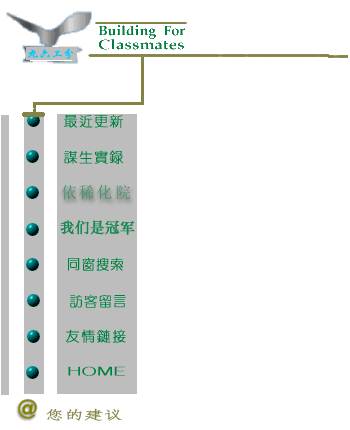 Building For
Classmates
九六工分
最近更新
謀生實錄
依稀化院
我们是冠军
同窗搜索
訪客留言
友情鏈接
HOME
@ 您的建议